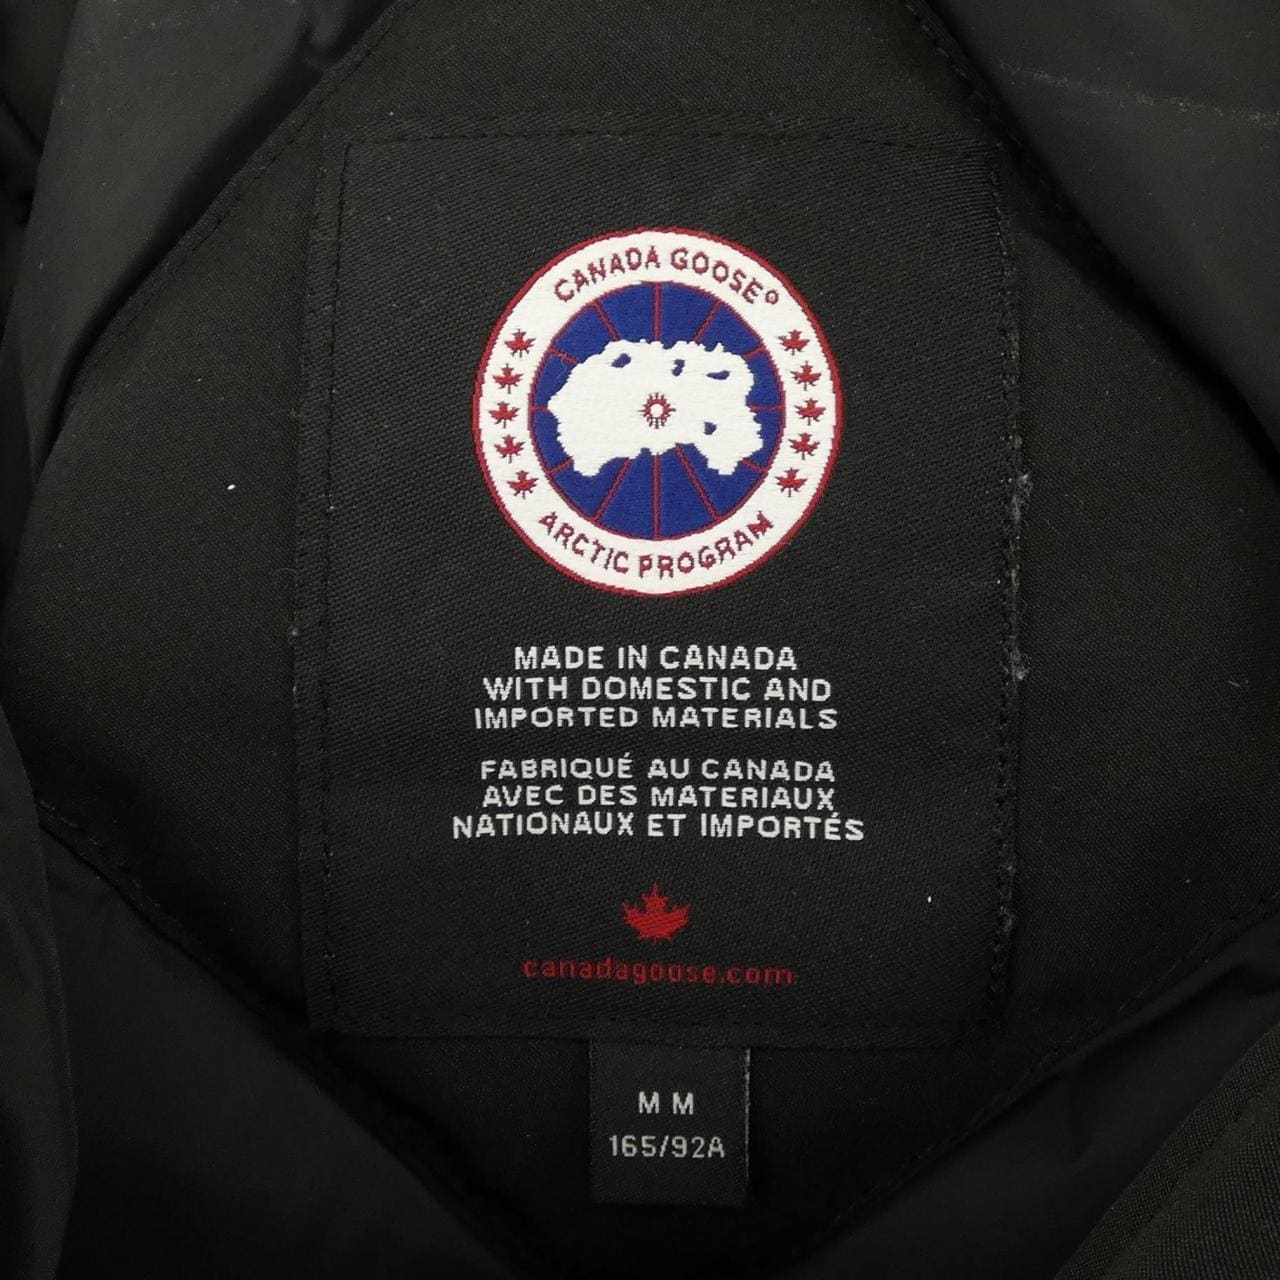 CANADA GOOSE®
ARCTIC PROGRAM
MADE IN CANADA
WITH DOMESTIC AND
IMPORTED MATERIALS
FABRIQUÉ AU CANADA
AVEC DES MATERIAUX
NATIONAUX ET IMPORTÉS
canadagoose.com
M M
165/92A